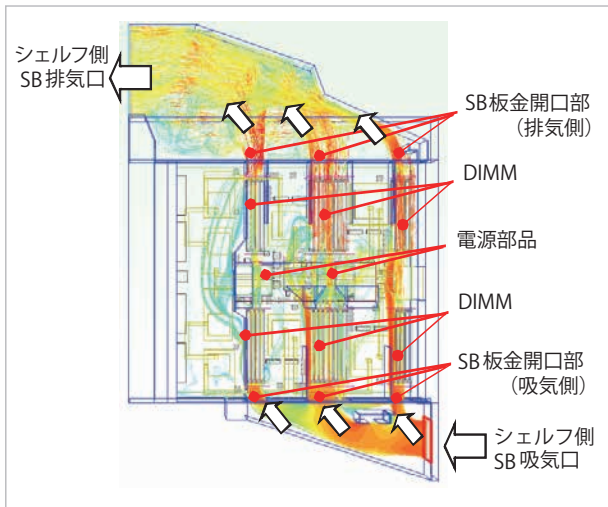 シェルフ側
SB排気口
SB板金開口部
（排気側）
DIMM
電源部品
DIMM
SB板金開口部
（吸気側）
シェルフ側
SB吸気口